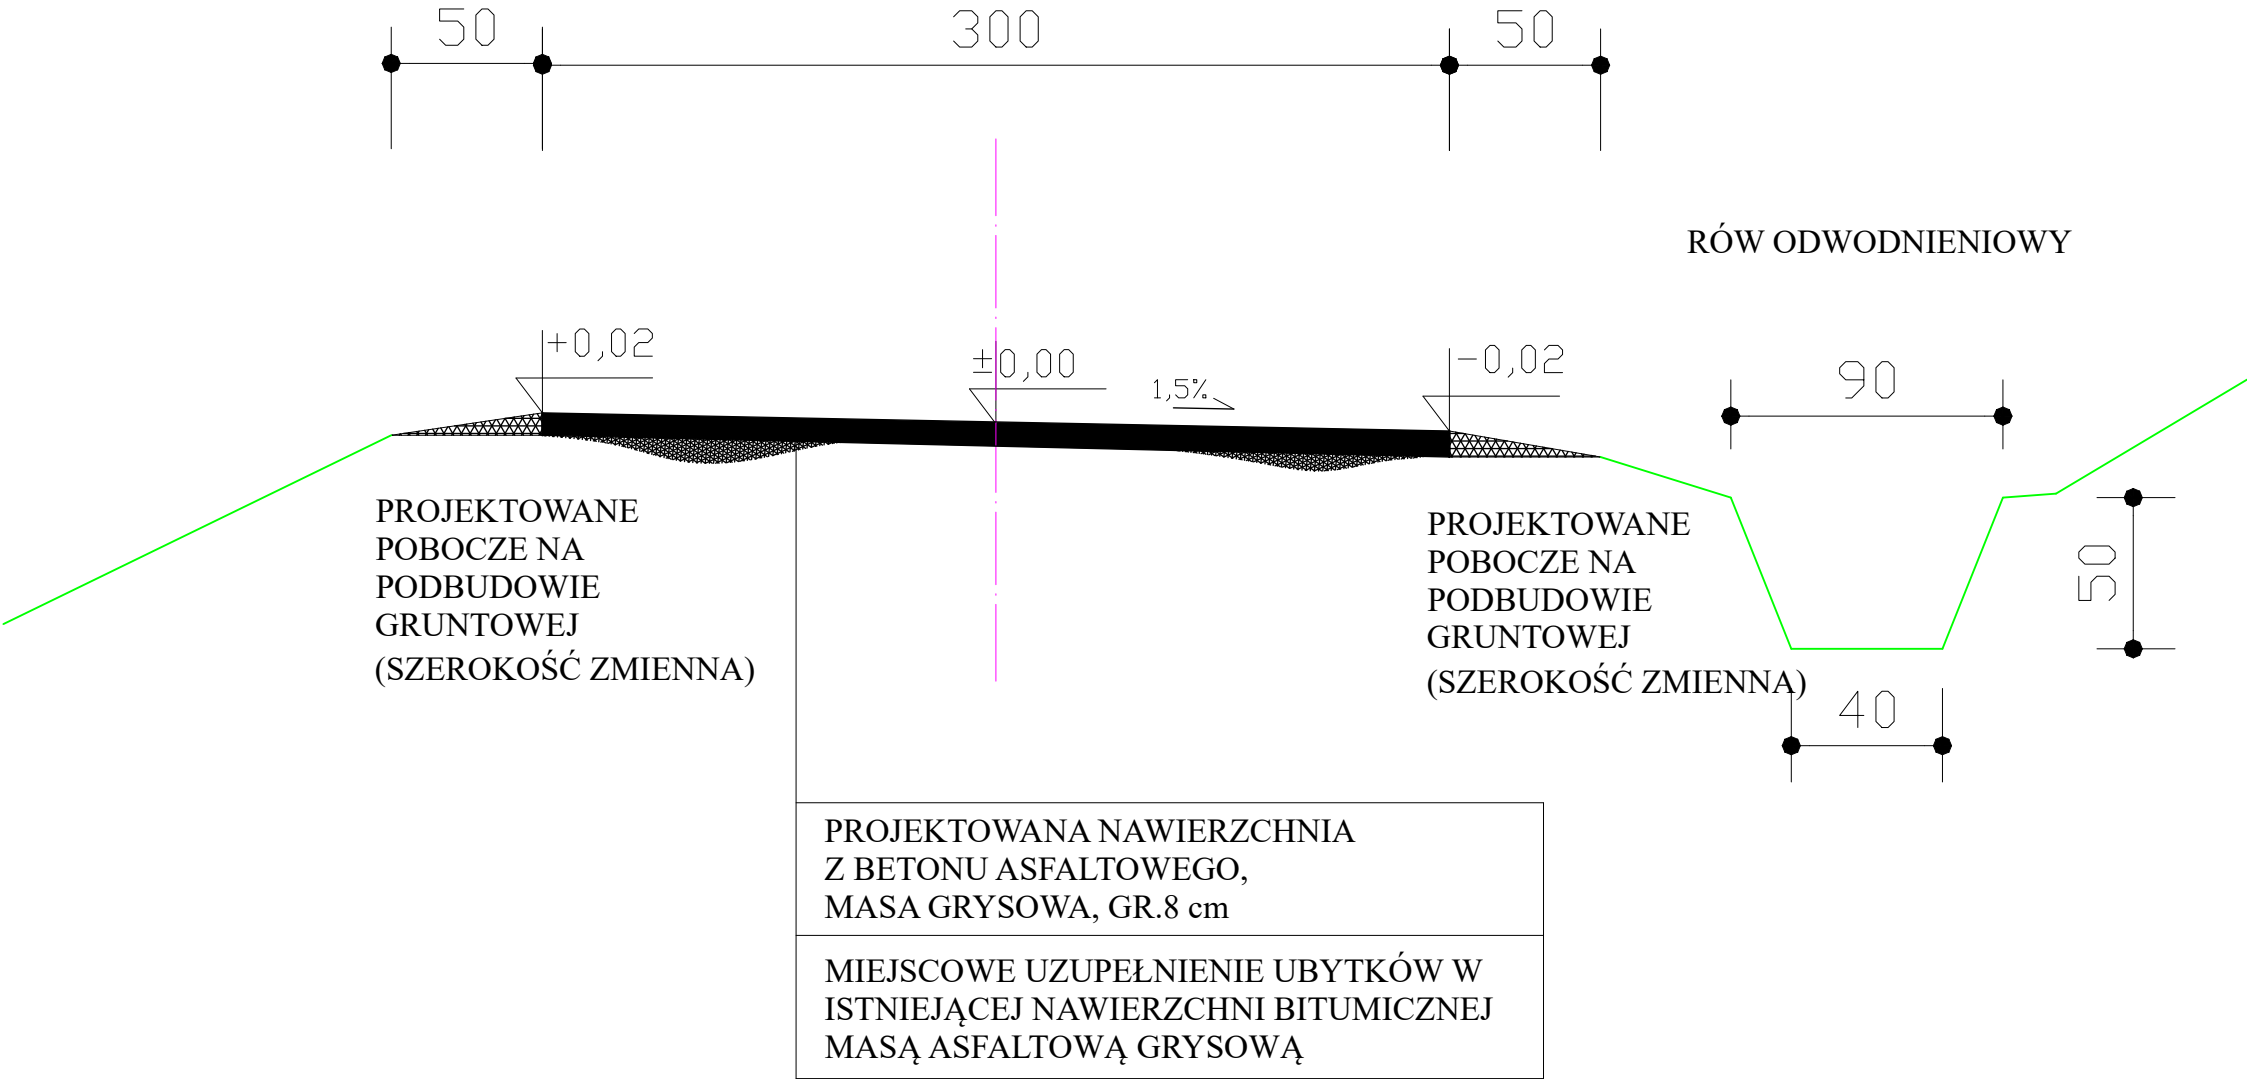 50
300
50
RÓW ODWODNIENIOWY
+0,02
±0,00
1,5%
-0,02
90
PROJEKTOWANE
POBOCZE NA
PODBUDOWIE
GRUNTOWEJ
(SZEROKOŚĆ ZMIENNA)
PROJEKTOWANE
POBOCZE NA
PODBUDOWIE
GRUNTOWEJ
(SZEROKOŚĆ ZMIENNA)
50
40
PROJEKTOWANA NAWIERZCHNIA
Z BETONU ASFALTOWEGO,
MASA GRYSOWA, GR.8 cm
MIEJSCOWE UZUPEŁNIENIE UBYTKÓW W
ISTNIEJĄCEJ NAWIERZCHNI BITUMICZNEJ
MASĄ ASFALTOWĄ GRYSOWĄ